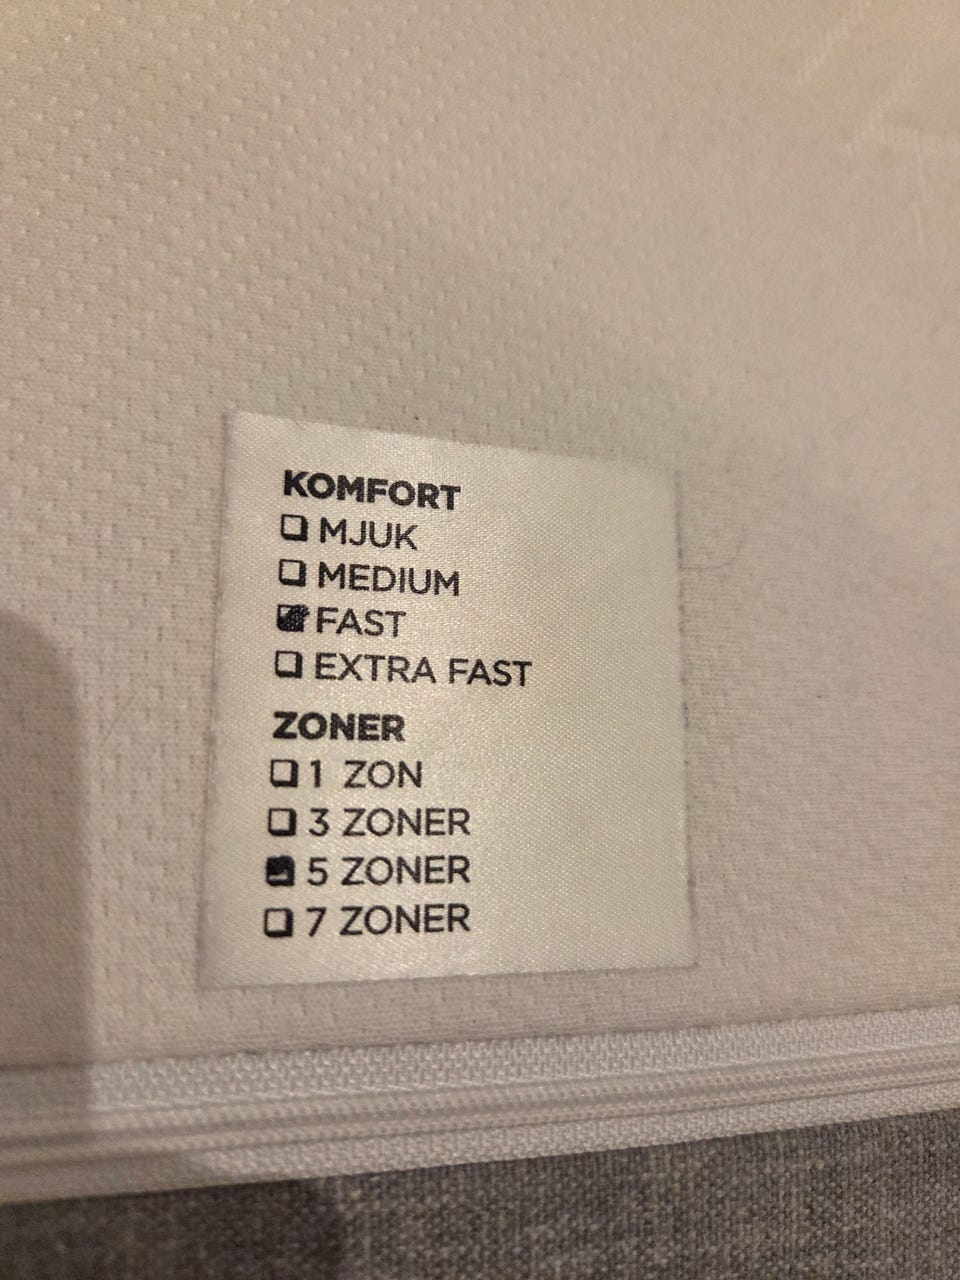 KOMFORT
☐ MJUK
☐ MEDIUM
☑ FAST
☐ EXTRA FAST
ZONER
☐ 1 ZON
☐ 3 ZONER
☑ 5 ZONER
☐ 7 ZONER